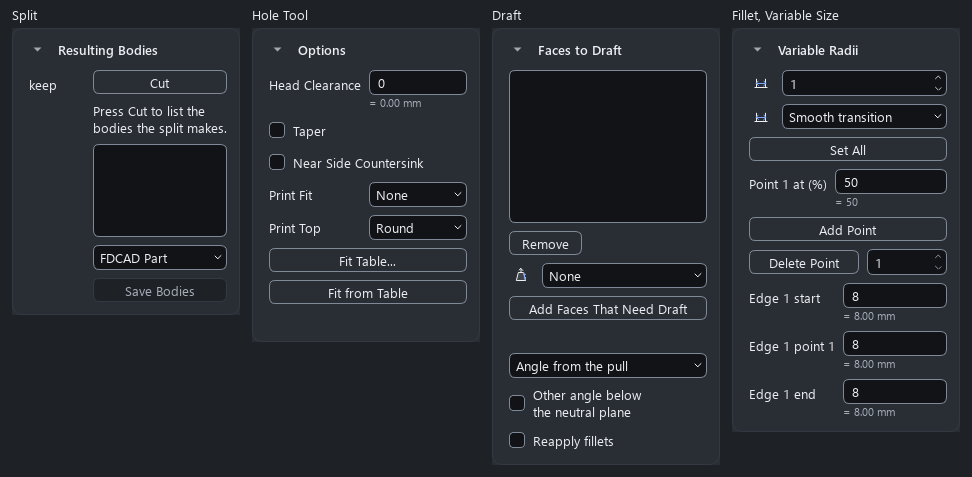 Split
Resulting Bodies
keep
Cut
Press Cut to list the
bodies the split makes.
FDCAD Part
Save Bodies
Hole Tool
Options
Head Clearance
0
= 0.00 mm
Taper
Near Side Countersink
Print Fit
None
Print Top
Round
Fit Table...
Fit from Table
Draft
Faces to Draft
Remove
None
Add Faces That Need Draft
Angle from the pull
Other angle below
the neutral plane
Reapply fillets
Fillet, Variable Size
Variable Radii
1
Smooth transition
Set All
Point 1 at (%)
50
= 50
Add Point
Delete Point
1
Edge 1 start
8
= 8.00 mm
Edge 1 point 1
8
= 8.00 mm
Edge 1 end
8
= 8.00 mm